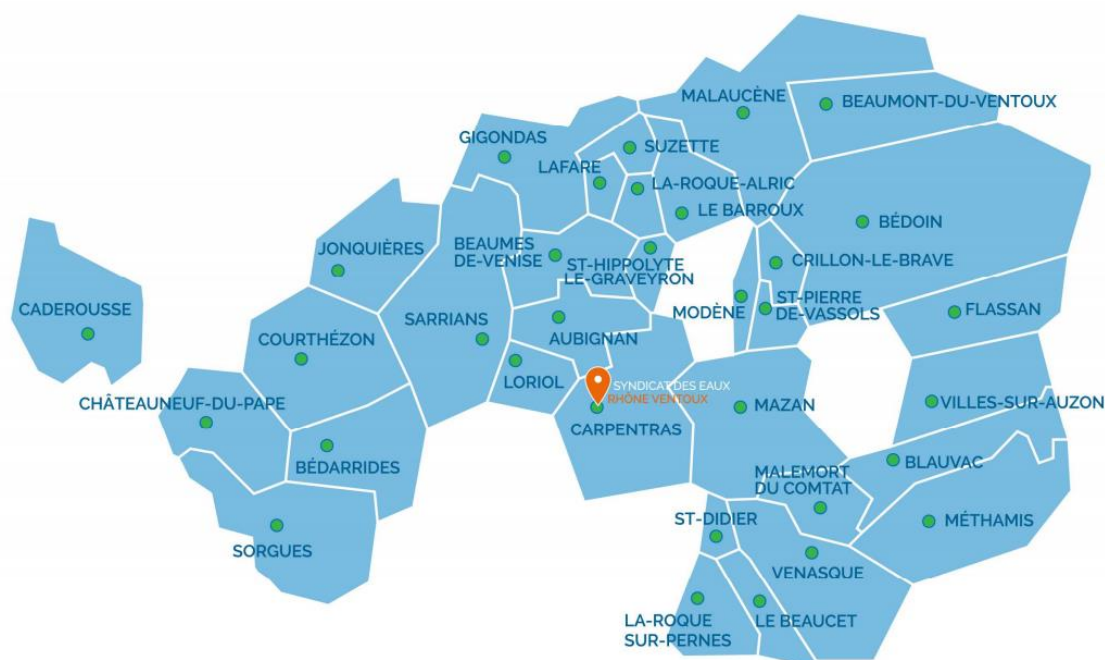 MALAUCÈNE
BEAUMONT-DU-VENTOUX
GIGONDAS
SUZETTE
LAFARE
LA-ROQUE-ALRIC
LE BARROUX
BÉDOIN
JONQUIÈRES
BEAUMES
DE-VENISE
ST-HIPPOLYTE
LE-GRAVEYRON
CRILLON-LE-BRAVE
CADEROUSSE
MODÈNE
ST-PIERRE
DE-VASSOLS
FLASSAN
SARRIANS
AUBIGNAN
COURTHÉZON
LORIOL
SYNDICAT DES EAUX
RHÔNE VENTOUX
CHÂTEAUNEUF-DU-PAPE
MAZAN
VILLES-SUR-AUZON
CARPENTRAS
BÉDARRIDES
BLAUVAC
MALEMORT
DU COMTAT
ST-DIDIER
MÉTHAMIS
SORGUES
VENASQUE
LA-ROQUE
SUR-PERNES
LE BEAUCET